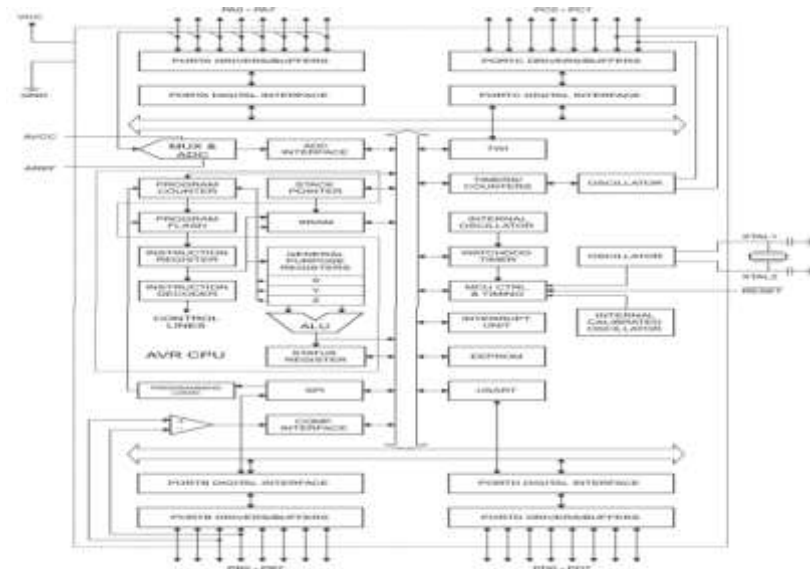 PA0 - PA7
PC0 - PC7
VCC
GND
PORTA DRIVERS/BUFFERS
PORTC DRIVERS/BUFFERS
PORTA DIGITAL INTERFACE
PORTC DIGITAL INTERFACE
AVCC
AREF
MUX &
ADC
ADC
INTERFACE
TWI
PROGRAM
COUNTER
STACK
POINTER
TIMERS/
COUNTERS
OSCILLATOR
PROGRAM
FLASH
SRAM
INTERNAL
OSCILLATOR
XTAL1
INSTRUCTION
REGISTER
GENERAL
PURPOSE
REGISTERS
WATCHDOG
TIMER
OSCILLATOR
XTAL2
X
Y
Z
INSTRUCTION
DECODER
MCU CTRL.
& TIMING
RESET
CONTROL
LINES
ALU
INTERRUPT
UNIT
INTERNAL
CALIBRATED
OSCILLATOR
AVR CPU
STATUS
REGISTER
EEPROM
PROGRAMMING
LOGIC
SPI
USART
+
-
COMP.
INTERFACE
PORTB DIGITAL INTERFACE
PORTD DIGITAL INTERFACE
PORTB DRIVERS/BUFFERS
PORTD DRIVERS/BUFFERS
PB0 - PB7
PD0 - PD7